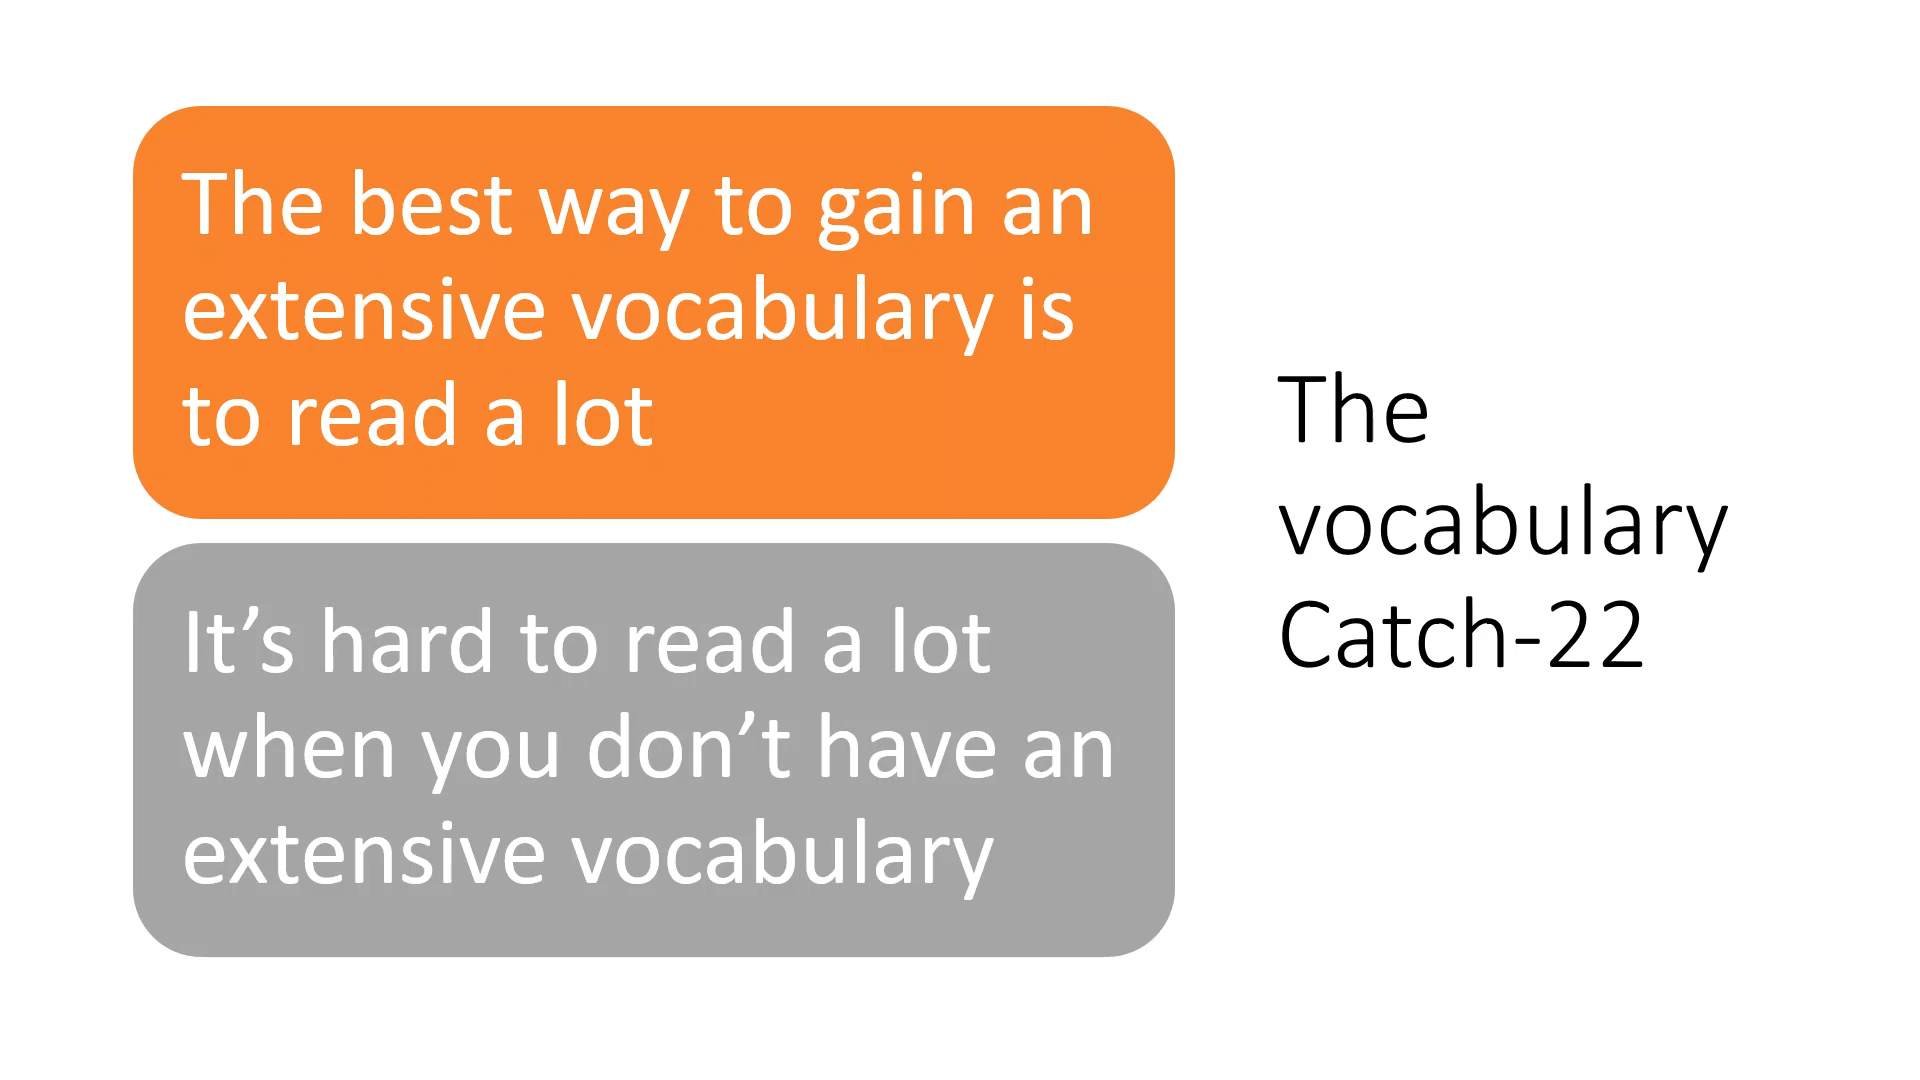 The best way to gain an
extensive vocabulary is
to read a lot
It’s hard to read a lot
when you don’t have an
extensive vocabulary
The
vocabulary
Catch-22